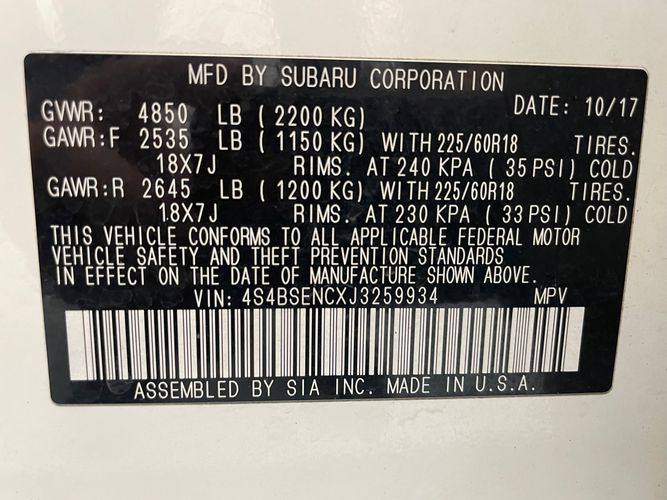 MFD BY SUBARU CORPORATION
GVWR: 4850 LB ( 2200 KG) DATE: 10/17
GAWR:F 2535 LB ( 1150 KG) WITH 225/60R18 TIRES.
18X7J RIMS. AT 240 KPA ( 35 PSI) COLD
GAWR:R 2645 LB ( 1200 KG) WITH 225/60R18 TIRES.
18X7J RIMS. AT 230 KPA ( 33 PSI) COLD
THIS VEHICLE CONFORMS TO ALL APPLICABLE FEDERAL MOTOR
VEHICLE SAFETY AND THEFT PREVENTION STANDARDS
IN EFFECT ON THE DATE OF MANUFACTURE SHOWN ABOVE.
VIN: 4S4BSENCXJ3259934 MPV
ASSEMBLED BY SIA INC. MADE IN U.S.A.